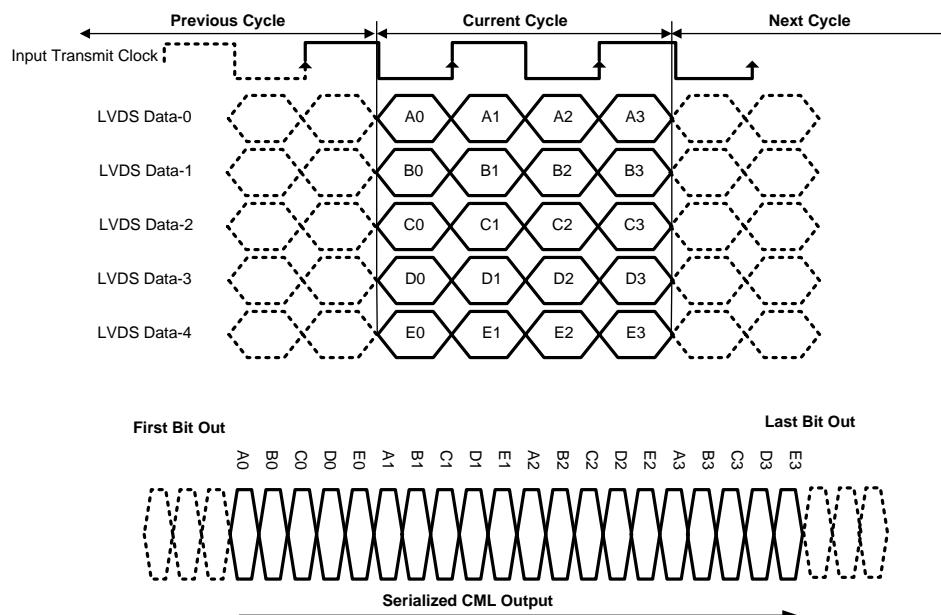 Previous Cycle Current Cycle Next Cycle
Input Transmit Clock
LVDS Data-0 A0 A1 A2 A3
LVDS Data-1 B0 B1 B2 B3
LVDS Data-2 C0 C1 C2 C3
LVDS Data-3 D0 D1 D2 D3
LVDS Data-4 E0 E1 E2 E3
First Bit Out Last Bit Out
A0 B0 C0 D0 E0 A1 B1 C1 D1 E1 A2 B2 C2 D2 E2 A3 B3 C3 D3 E3
Serialized CML Output